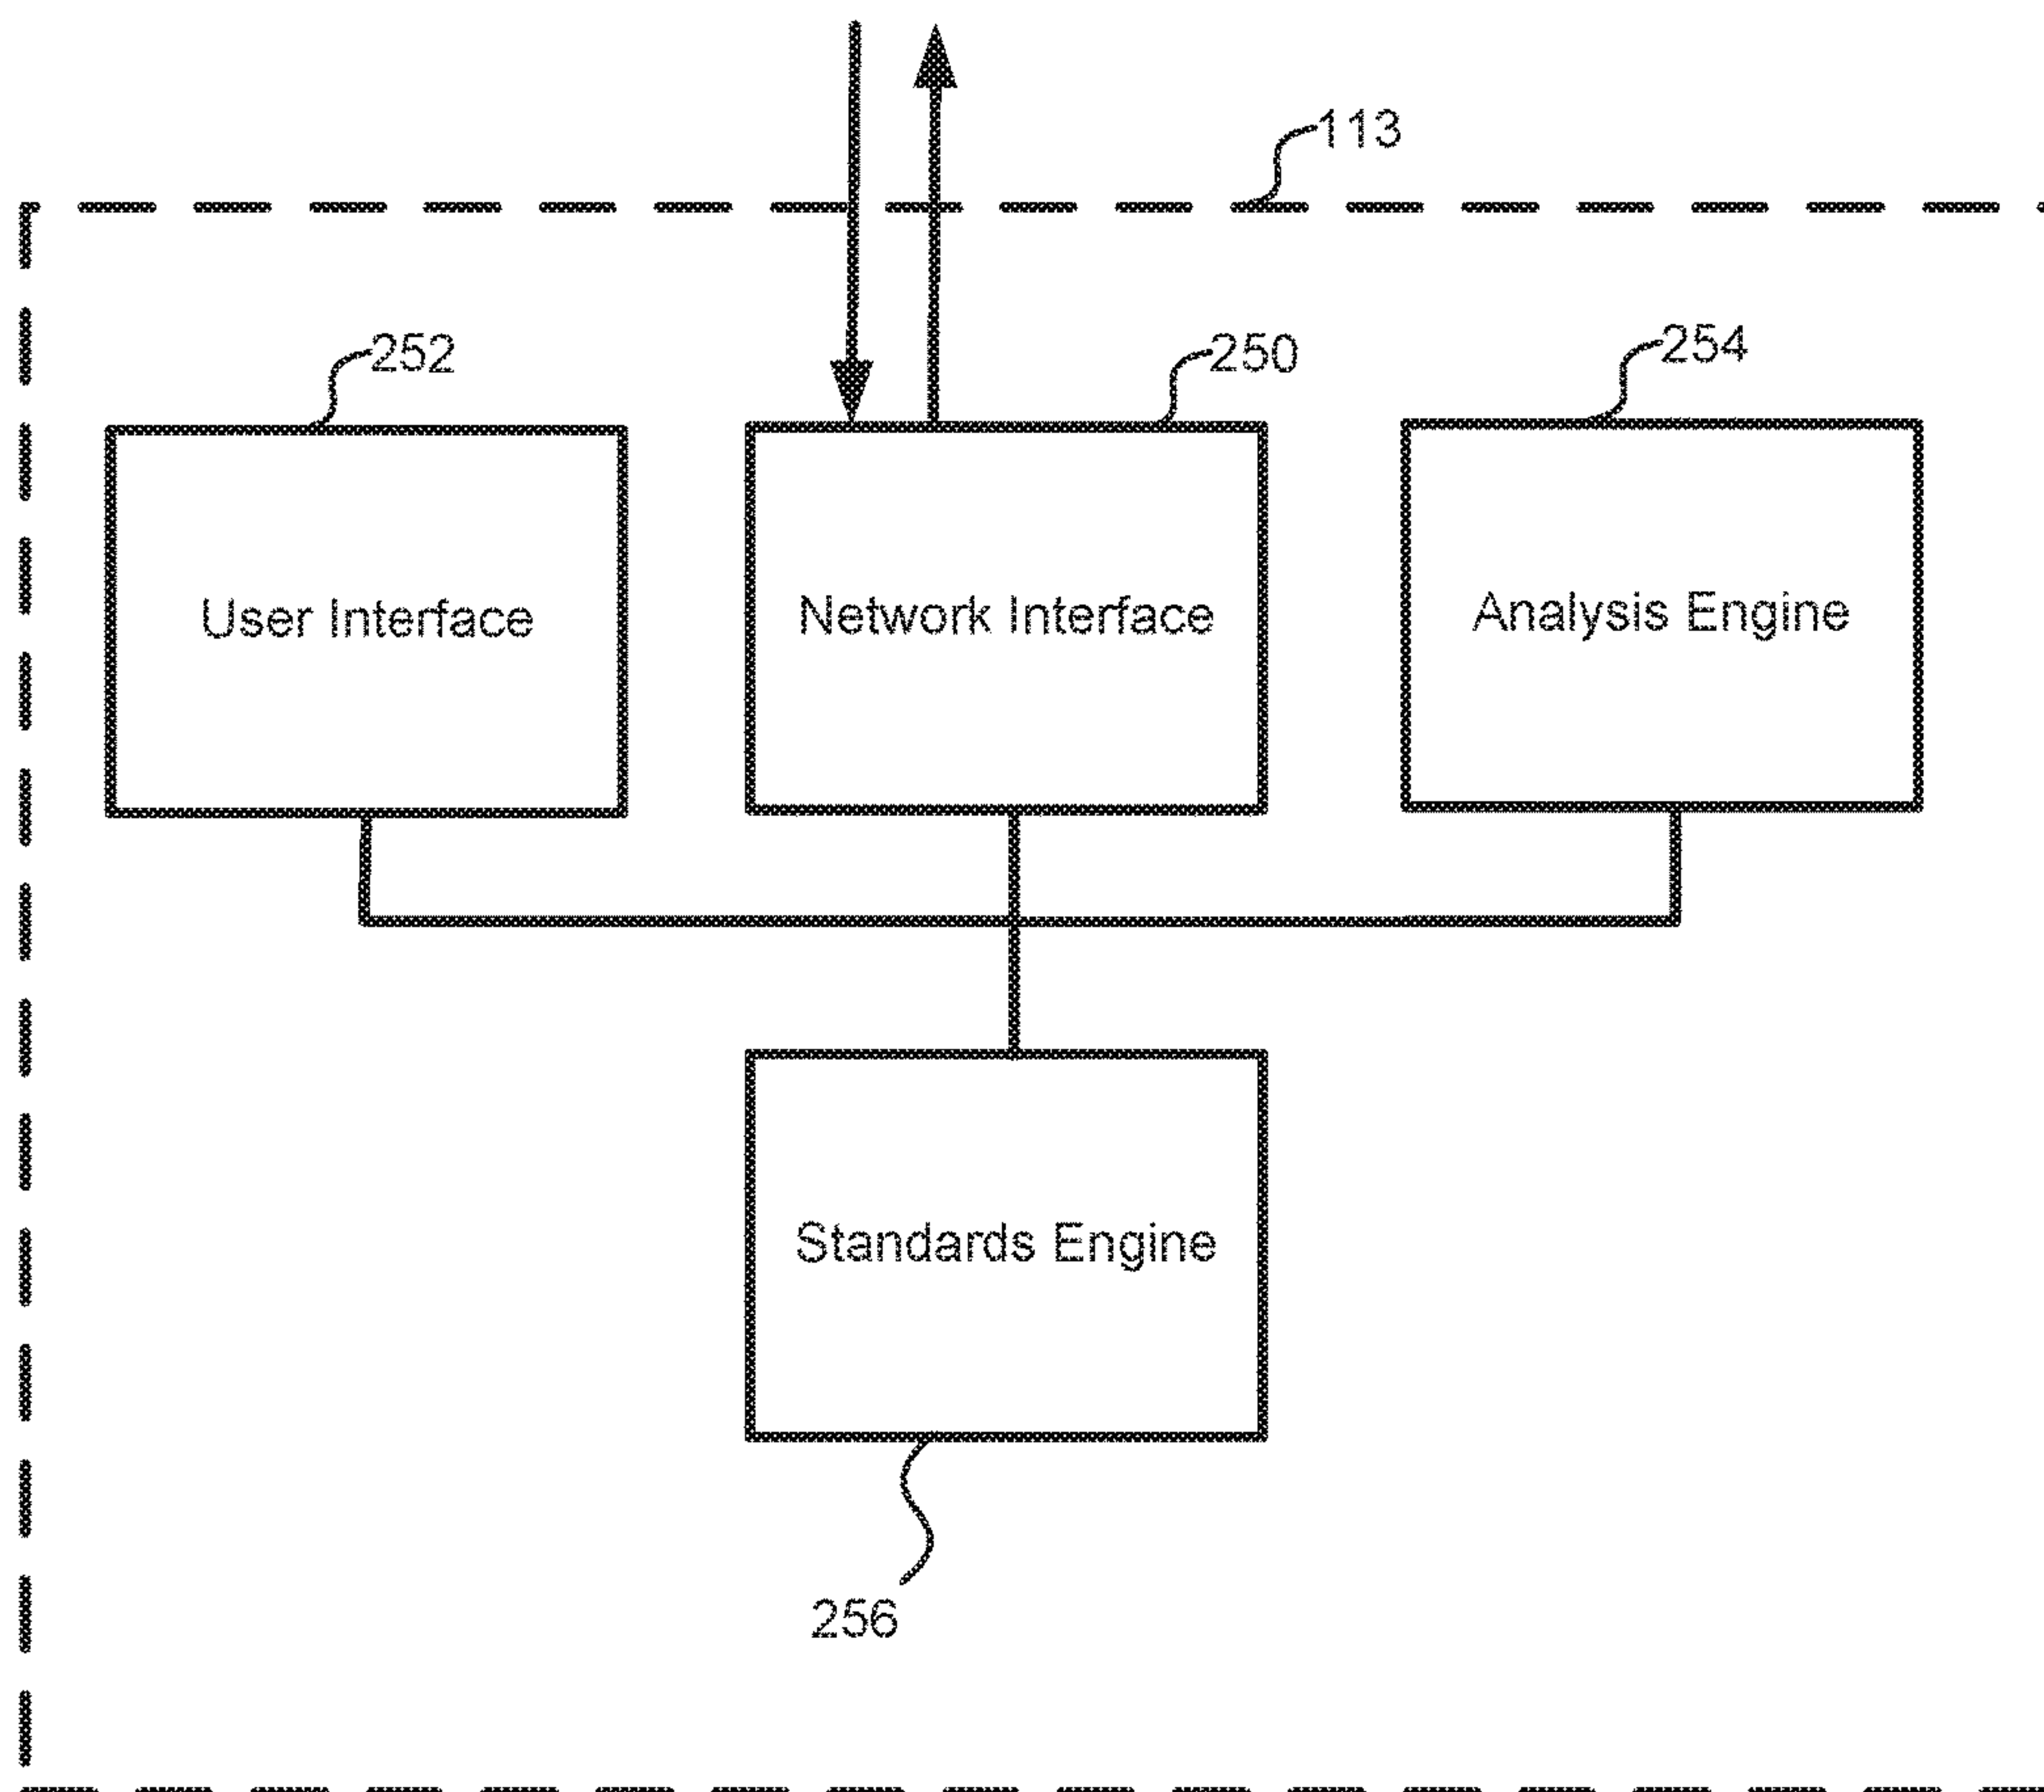 113
252
250
254
User Interface
Network Interface
Analysis Engine
Standards Engine
256